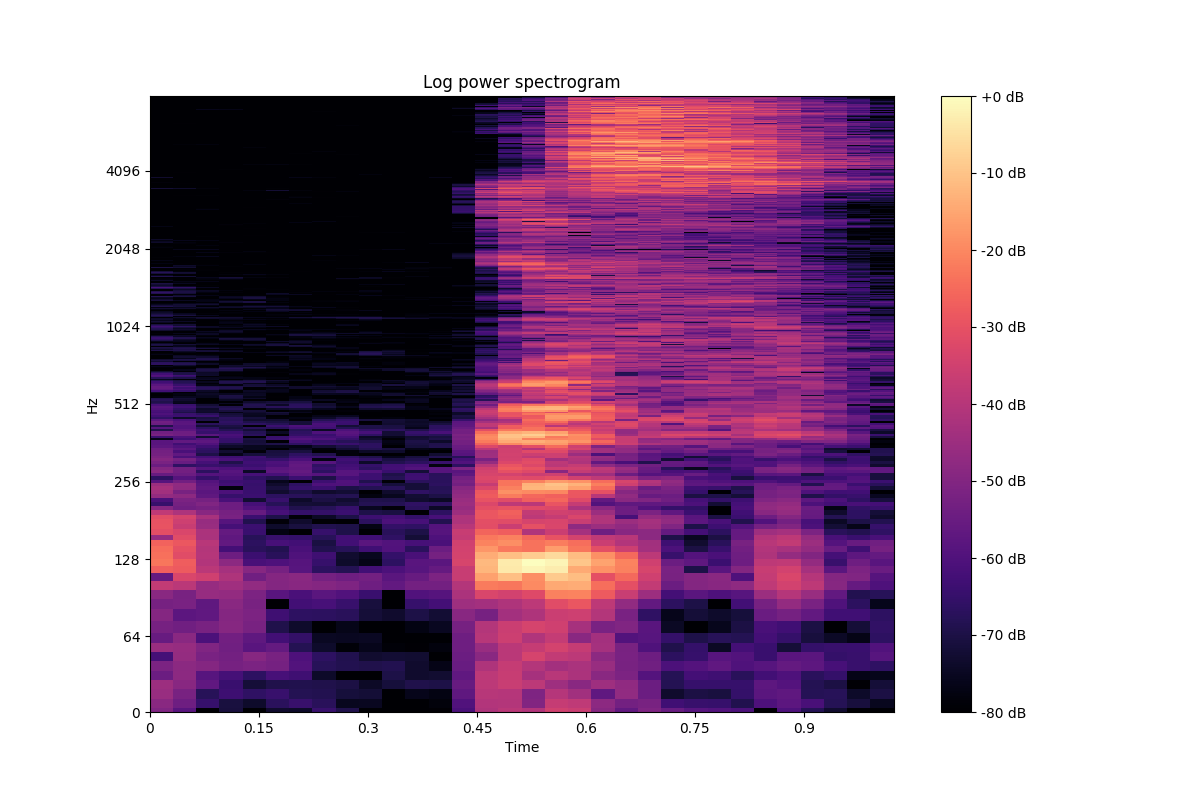 Log power spectrogram
Hz
4096
2048
1024
512
256
128
64
0
0 0.15 0.3 0.45 0.6 0.75 0.9
Time
+0 dB
-10 dB
-20 dB
-30 dB
-40 dB
-50 dB
-60 dB
-70 dB
-80 dB